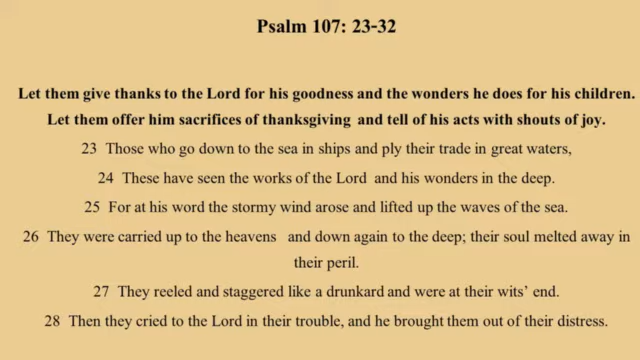 Psalm 107: 23-32
Let them give thanks to the Lord for his goodness and the wonders he does for his children.
Let them offer him sacrifices of thanksgiving and tell of his acts with shouts of joy.
23 Those who go down to the sea in ships and ply their trade in great waters,
24 These have seen the works of the Lord and his wonders in the deep.
25 For at his word the stormy wind arose and lifted up the waves of the sea.
26 They were carried up to the heavens and down again to the deep; their soul melted away in
their peril.
27 They reeled and staggered like a drunkard and were at their wits’ end.
28 Then they cried to the Lord in their trouble, and he brought them out of their distress.